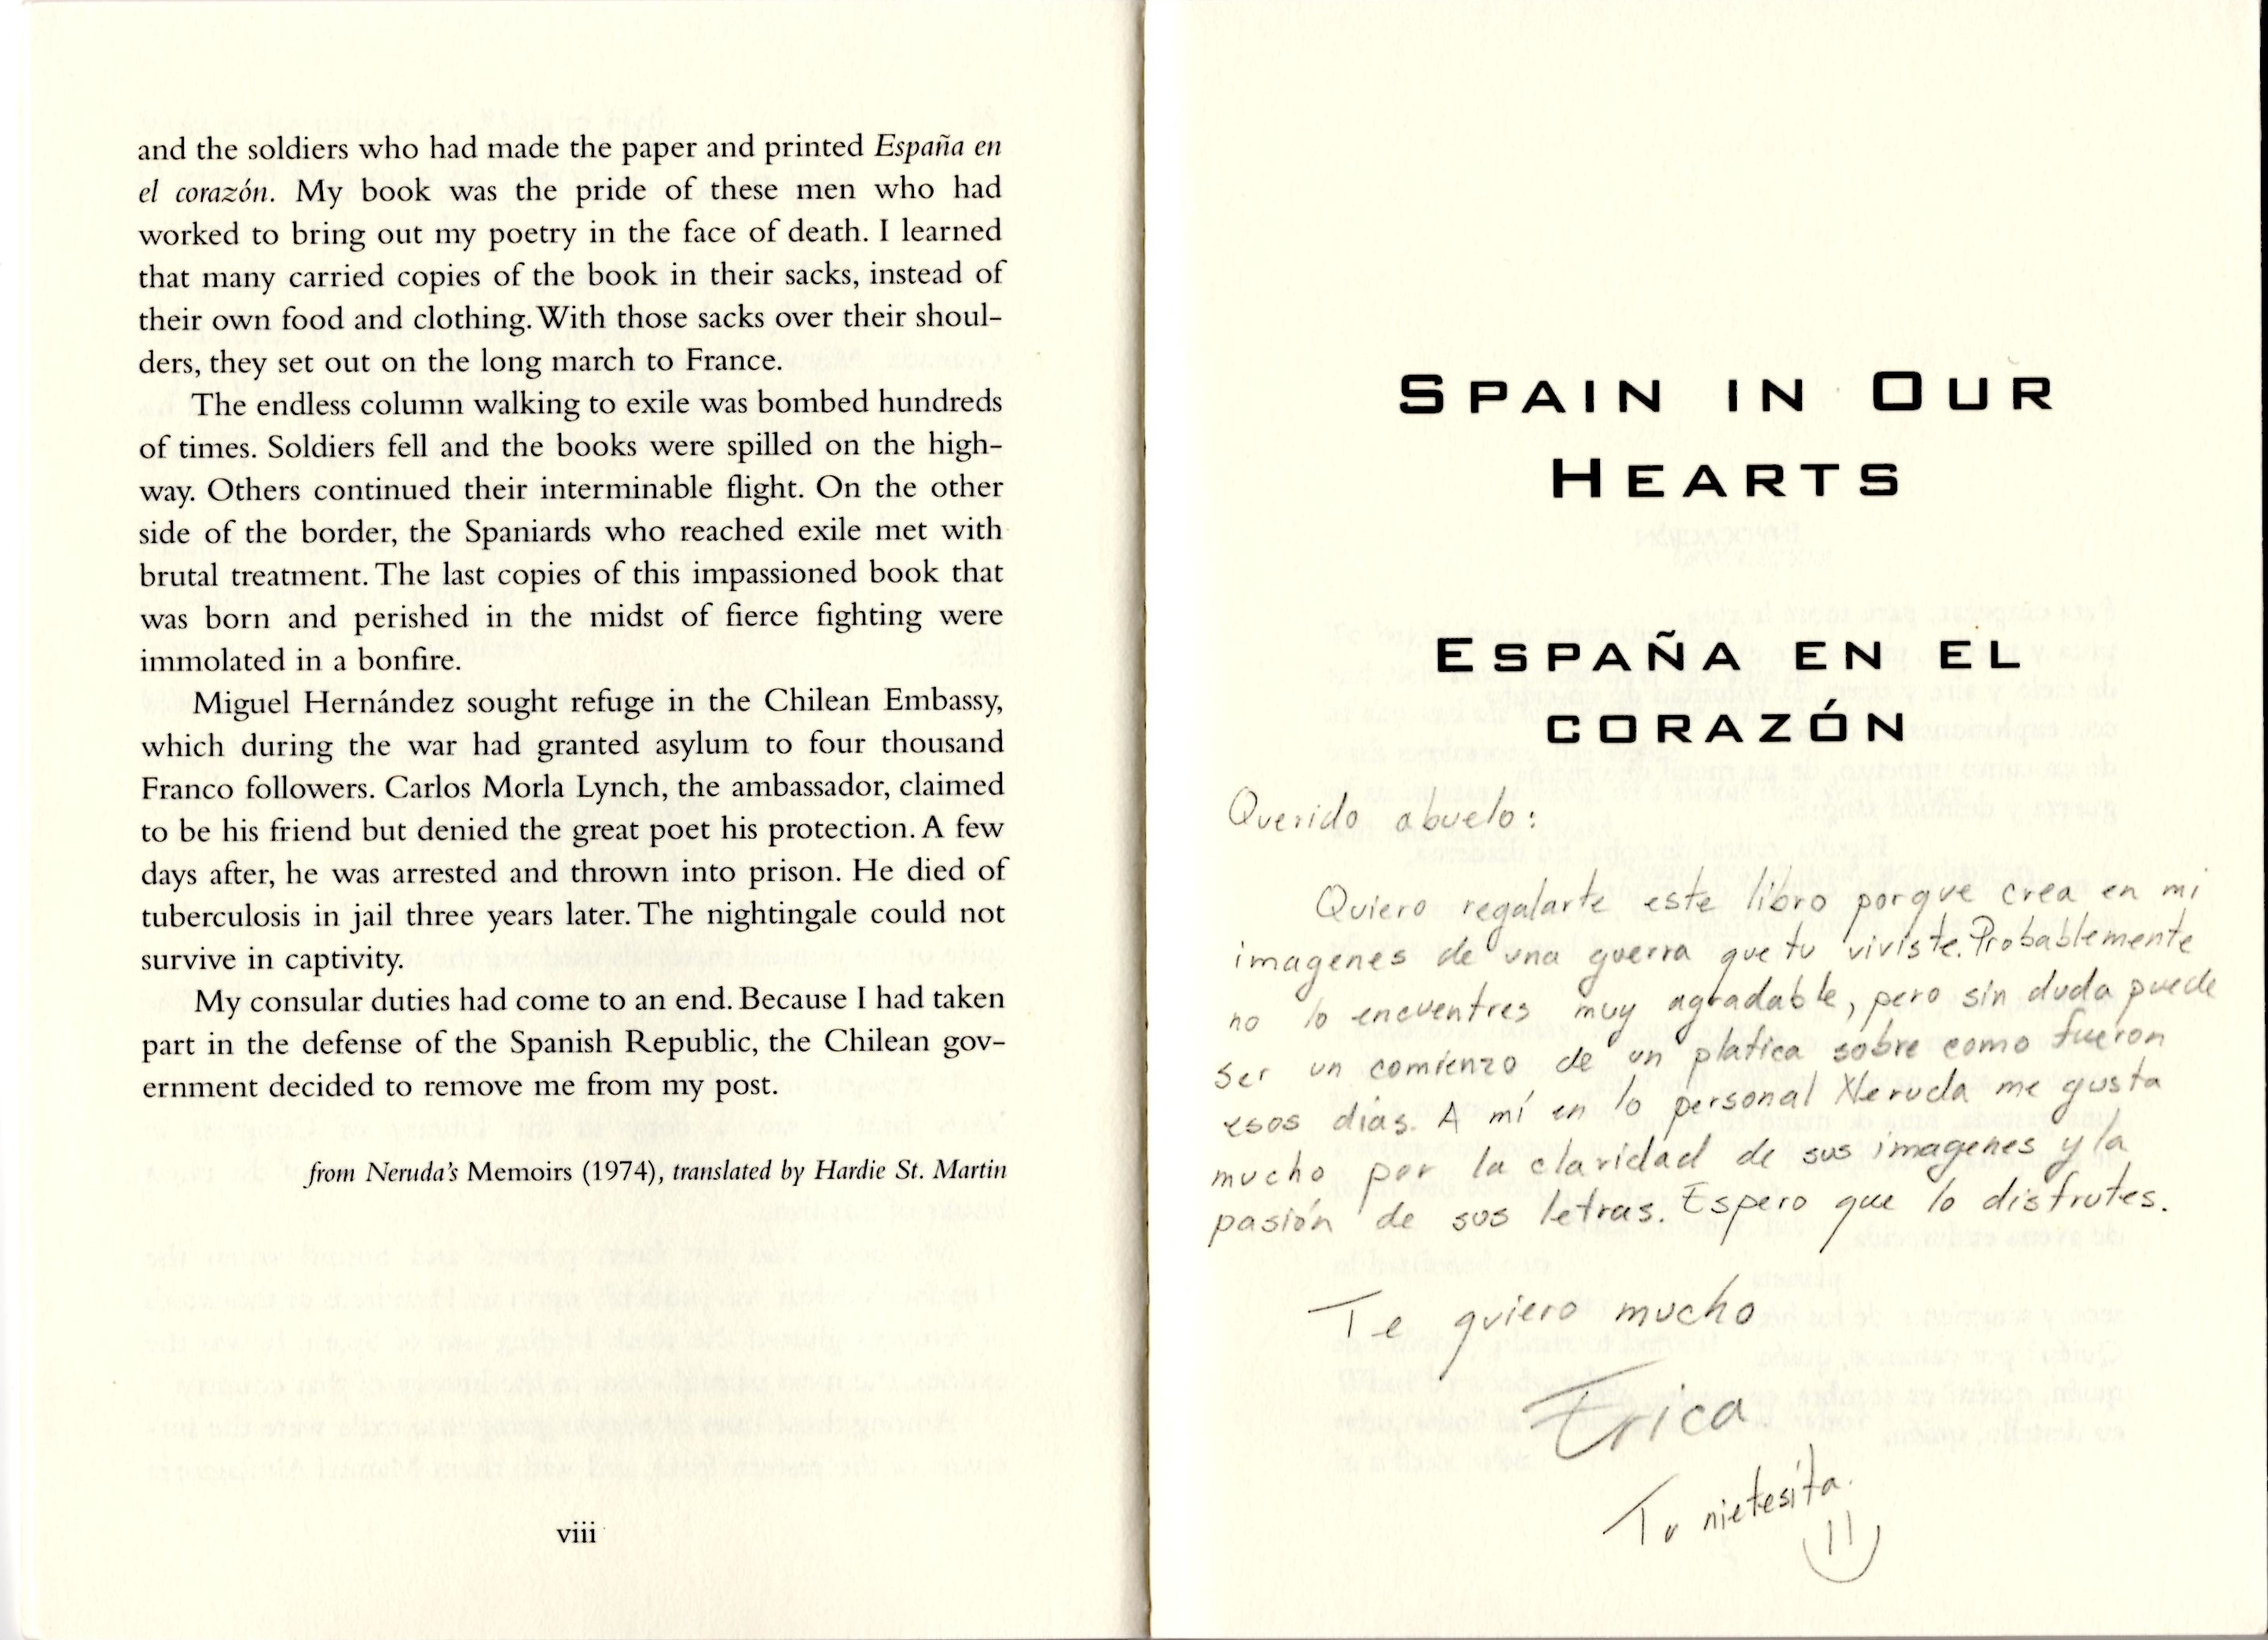 and the soldiers who had made the paper and printed España en
el corazón. My book was the pride of these men who had
worked to bring out my poetry in the face of death. I learned
that many carried copies of the book in their sacks, instead of
their own food and clothing. With those sacks over their shoul-
ders, they set out on the long march to France.
The endless column walking to exile was bombed hundreds
of times. Soldiers fell and the books were spilled on the high-
way. Others continued their interminable flight. On the other
side of the border, the Spaniards who reached exile met with
brutal treatment. The last copies of this impassioned book that
was born and perished in the midst of fierce fighting were
immolated in a bonfire.
Miguel Hernández sought refuge in the Chilean Embassy,
which during the war had granted asylum to four thousand
Franco followers. Carlos Morla Lynch, the ambassador, claimed
to be his friend but denied the great poet his protection. A few
days after, he was arrested and thrown into prison. He died of
tuberculosis in jail three years later. The nightingale could not
survive in captivity.
My consular duties had come to an end. Because I had taken
part in the defense of the Spanish Republic, the Chilean gov-
ernment decided to remove me from my post.
from Neruda's Memoirs (1974), translated by Hardie St. Martin
viii
SPAIN IN OUR
HEARTS
ESPAÑA EN EL
CORAZÓN
Querido abuelo:
Quiero regalarte este libro porque crea en mi
imagenes de una guerra que tu viviste. Probablemente
no lo encuentres muy agradable, pero sin duda puede
ser un comienzo de un platica sobre como fueron
esos dias. A mí en lo personal Neruda me gusta
mucho por la claridad de sus imagenes y la
pasión de sus letras. Espero que lo disfrutes.
Te quiero mucho
Erica
Tu nietesita.